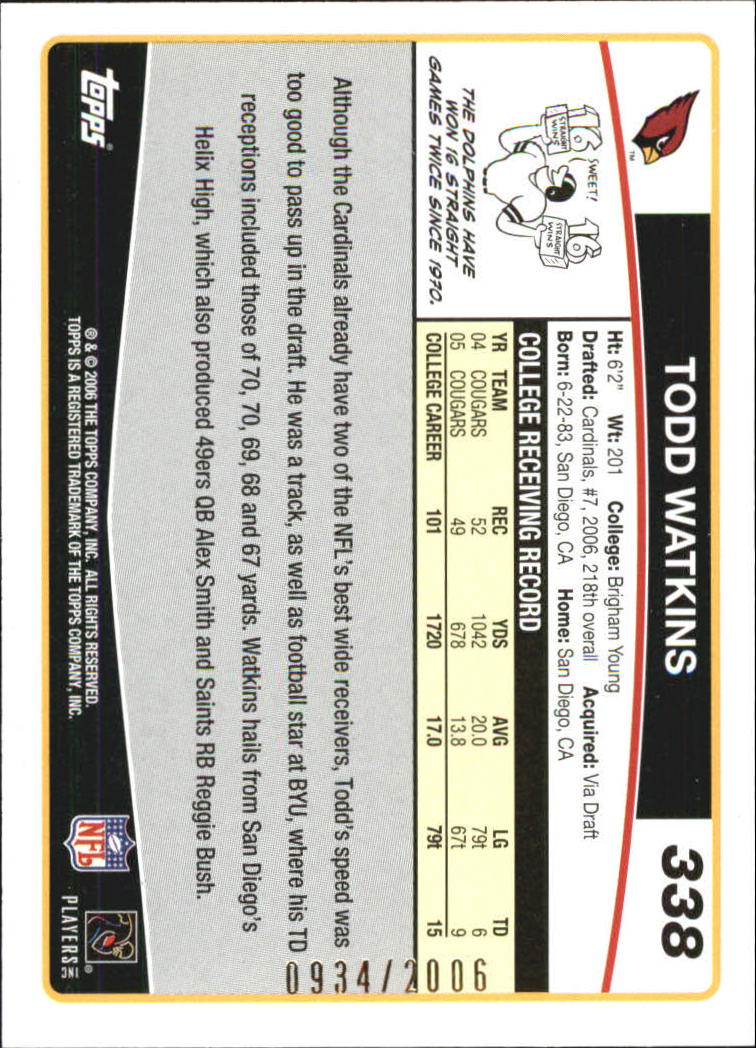 TODD WATKINS
338
Ht: 6'2" Wt: 201 College: Brigham Young
Drafted: Cardinals, #7, 2006, 218th overall Acquired: Via Draft
Born: 6-22-83, San Diego, CA Home: San Diego, CA
TM
16
STRAIGHT
WINS
SWEET!
16
STRAIGHT
WINS
THE DOLPHINS HAVE
WON 16 STRAIGHT
GAMES TWICE SINCE 1970.
COLLEGE RECEIVING RECORD
YR TEAM REC YDS AVG LG TD
04 COUGARS 52 1042 20.0 79t 6
05 COUGARS 49 678 13.8 67t 9
COLLEGE CAREER 101 1720 17.0 79t 15
0934/2006
Although the Cardinals already have two of the NFL's best wide receivers, Todd's speed was
too good to pass up in the draft. He was a track, as well as football star at BYU, where his TD
receptions included those of 70, 70, 69, 68 and 67 yards. Watkins hails from San Diego's
Helix High, which also produced 49ers QB Alex Smith and Saints RB Reggie Bush.
topps®
® & © 2006 THE TOPPS COMPANY, INC. ALL RIGHTS RESERVED.
TOPPS IS A REGISTERED TRADEMARK OF THE TOPPS COMPANY, INC.
NFL
PLAYERS INC
®